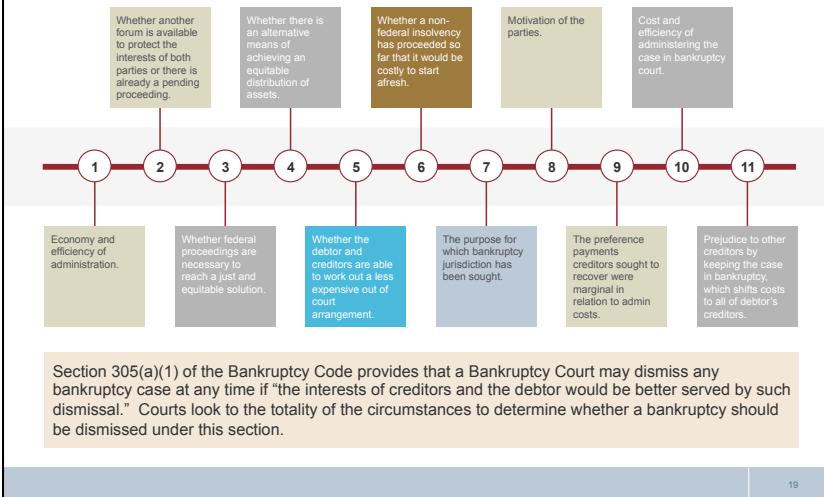 Whether another
forum is available
to protect the
interests of both
parties or there is
already a pending
proceeding.
Whether there is
an alternative
means of
achieving an
equitable
distribution of
assets.
Whether a non-
federal insolvency
has proceeded so
far that it would be
costly to start
afresh.
Motivation of the
parties.
Cost and
efficiency of
administering the
case in bankruptcy
court.
1
2
3
4
5
6
7
8
9
10
11
Economy and
efficiency of
administration.
Whether federal
proceedings are
necessary to
reach a just and
equitable solution.
Whether the
debtor and
creditors are able
to work out a less
expensive out of
court
arrangement.
The purpose for
which bankruptcy
jurisdiction has
been sought.
The preference
payments
creditors sought to
recover were
marginal in
relation to admin
costs.
Prejudice to other
creditors by
keeping the case
in bankruptcy,
which shifts costs
to all of debtor's
creditors.
Section 305(a)(1) of the Bankruptcy Code provides that a Bankruptcy Court may dismiss any
bankruptcy case at any time if “the interests of creditors and the debtor would be better served by such
dismissal.” Courts look to the totality of the circumstances to determine whether a bankruptcy should
be dismissed under this section.
19